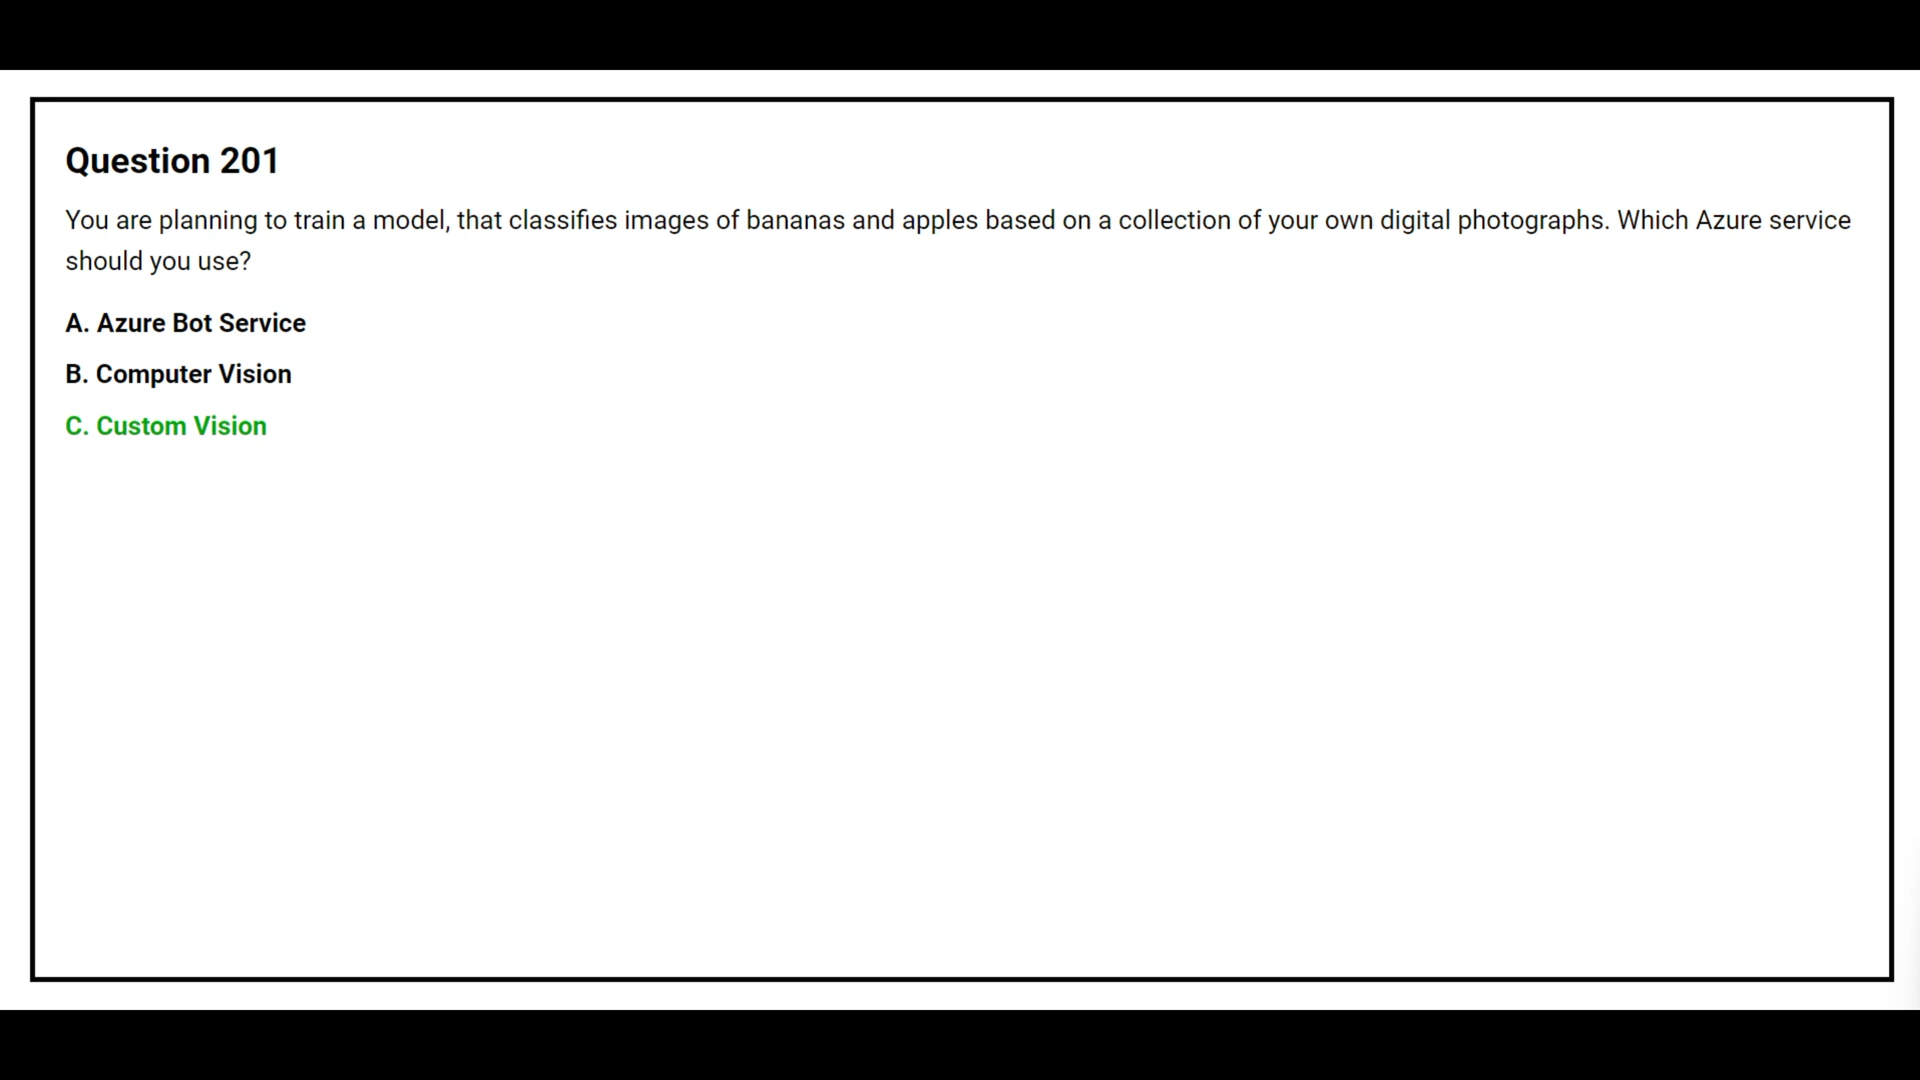 Question 201
You are planning to train a model, that classifies images of bananas and apples based on a collection of your own digital photographs. Which Azure service
should you use?
A. Azure Bot Service
B. Computer Vision
C. Custom Vision